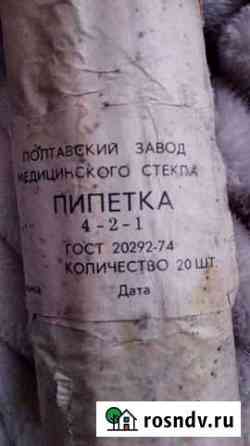 ПОЛТАВСКИЙ ЗАВОД
МЕДИЦИНСКОГО СТЕКЛА
ПИПЕТКА
4-2-1
ГОСТ 20292-74
КОЛИЧЕСТВО 20 ШТ.
Дата
rosndv.ru